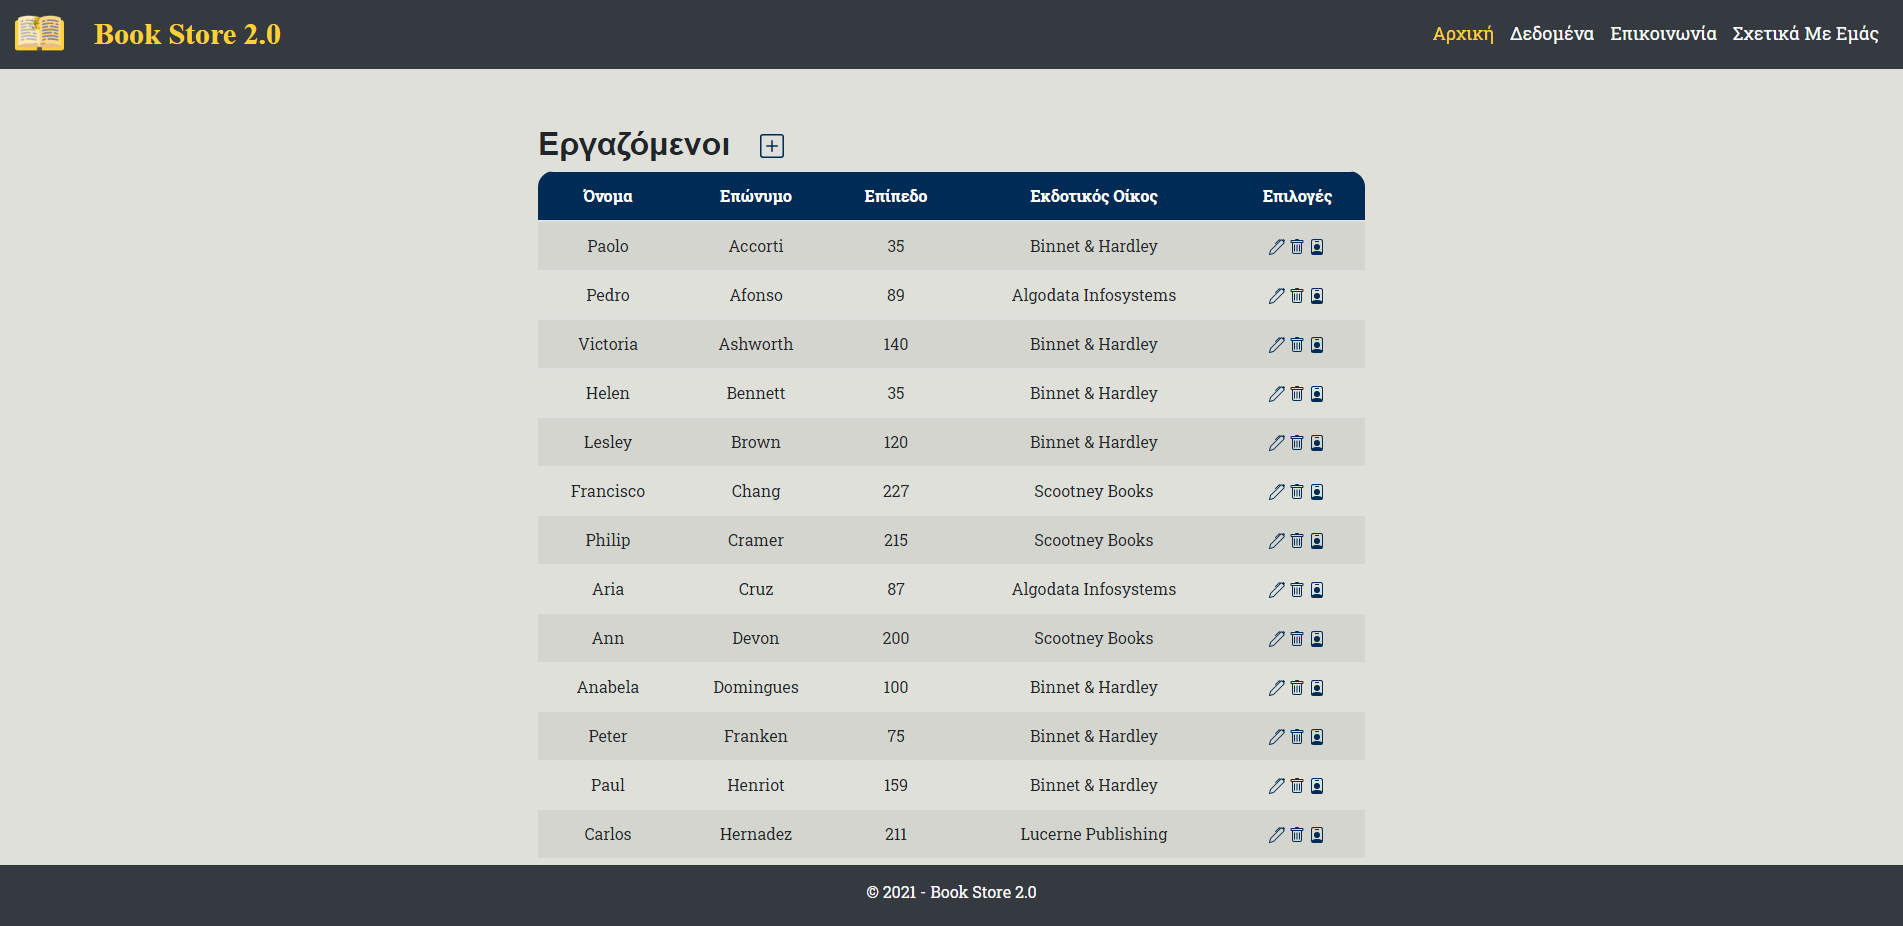 Book Store 2.0 Αρχική Δεδομένα Επικοινωνία Σχετικά Με Εμάς
Εργαζόμενοι
Όνομα Επώνυμο Επίπεδο Εκδοτικός Οίκος Επιλογές
Paolo Accorti 35 Binnet & Hardley
Pedro Afonso 89 Algodata Infosystems
Victoria Ashworth 140 Binnet & Hardley
Helen Bennett 35 Binnet & Hardley
Lesley Brown 120 Binnet & Hardley
Francisco Chang 227 Scootney Books
Philip Cramer 215 Scootney Books
Aria Cruz 87 Algodata Infosystems
Ann Devon 200 Scootney Books
Anabela Domingues 100 Binnet & Hardley
Peter Franken 75 Binnet & Hardley
Paul Henriot 159 Binnet & Hardley
Carlos Hernadez 211 Lucerne Publishing
© 2021 - Book Store 2.0